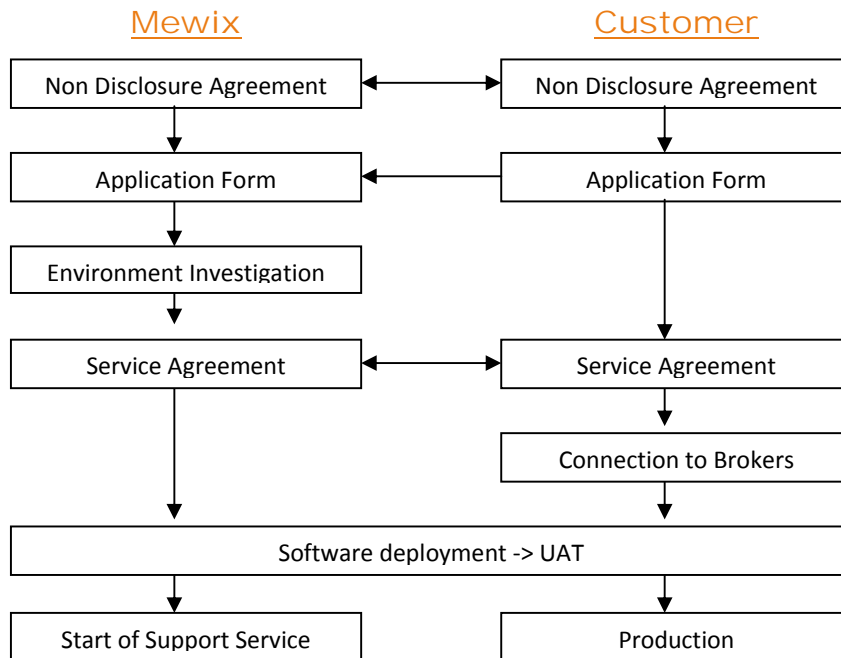 Mewix
Customer
Non Disclosure Agreement
Non Disclosure Agreement
Application Form
Application Form
Environment Investigation
Service Agreement
Service Agreement
Connection to Brokers
Software deployment -> UAT
Start of Support Service
Production